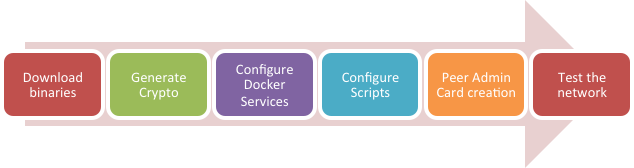 Download
binaries
Generate
Crypto
Configure
Docker
Services
Configure
Scripts
Peer Admin
Card creation
Test the
network